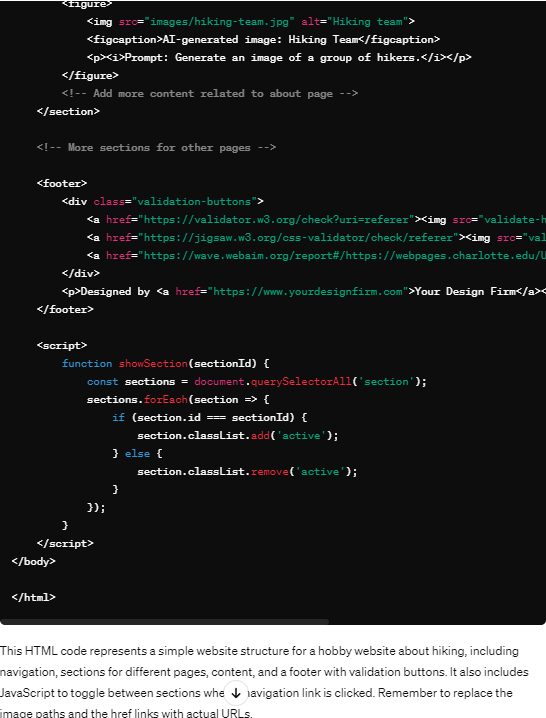 <figure>
<img src="images/hiking-team.jpg" alt="Hiking team">
<figcaption>AI-generated image: Hiking Team</figcaption>
<p><i>Prompt: Generate an image of a group of hikers.</i></p>
</figure>
<!-- Add more content related to about page -->
</section>
<!-- More sections for other pages -->
<footer>
<div class="validation-buttons">
<a href="https://validator.w3.org/check?uri=referer"><img src="validate-h
<a href="https://jigsaw.w3.org/css-validator/check/referer"><img src="val
<a href="https://wave.webaim.org/report#/https://webpages.charlotte.edu/U
</div>
<p>Designed by <a href="https://www.yourdesignfirm.com">Your Design Firm</a><
</footer>
<script>
function showSection(sectionId) {
const sections = document.querySelectorAll('section');
sections.forEach(section => {
if (section.id === sectionId) {
section.classList.add('active');
} else {
section.classList.remove('active');
}
});
}
</script>
</body>
</html>
This HTML code represents a simple website structure for a hobby website about hiking, including
navigation, sections for different pages, content, and a footer with validation buttons. It also includes
JavaScript to toggle between sections whe navigation link is clicked. Remember to replace the
image paths and the href links with actual URLs.